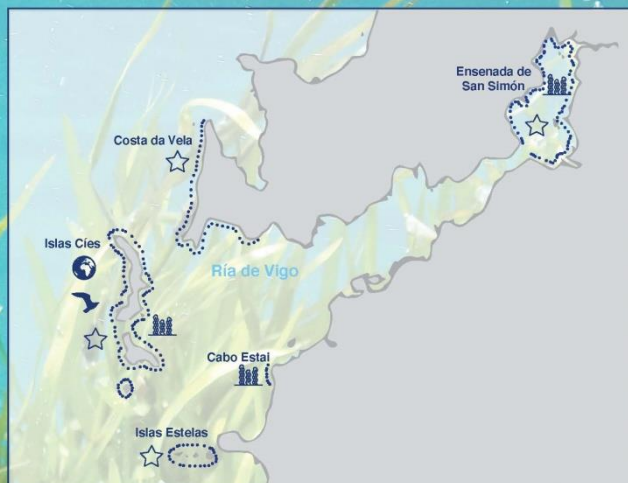 Ensenada de
San Simón
Costa da Vela
Islas Cíes
Ría de Vigo
Cabo Estai
Islas Estelas